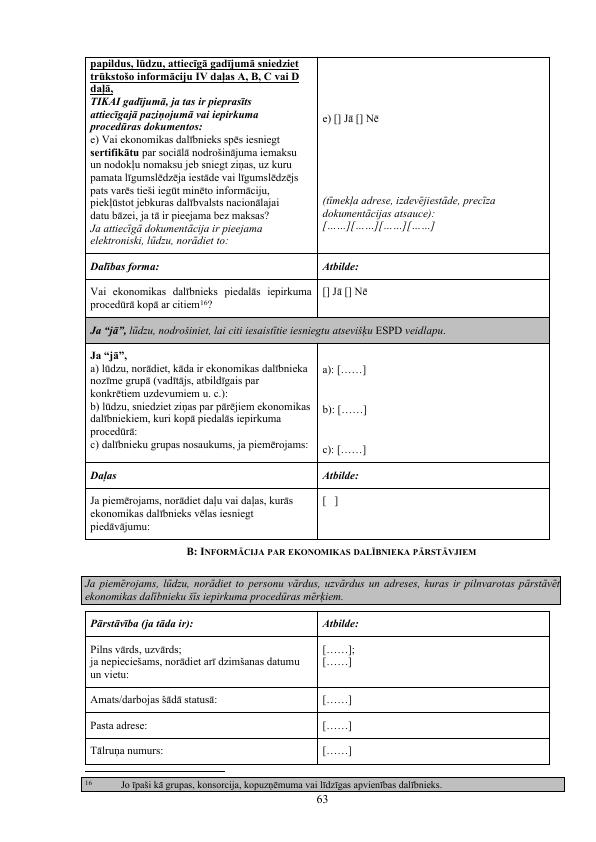 papildus, lūdzu, attiecīgā gadījumā sniedziet
trūkstošo informāciju IV daļas A, B, C vai D
daļā,
TIKAI gadījumā, ja tas ir pieprasīts
attiecīgajā paziņojumā vai iepirkuma
procedūras dokumentos:
e) Vai ekonomikas dalībnieks spēs iesniegt
sertifikātu par sociālā nodrošinājuma iemaksu
un nodokļu nomaksu jeb sniegt ziņas, uz kuru
pamata līgumslēdzēja iestāde vai līgumslēdzējs
pats varēs tieši iegūt minēto informāciju,
piekļūstot jebkuras dalībvalsts nacionālajai
datu bāzei, ja tā ir pieejama bez maksas?
Ja attiecīgā dokumentācija ir pieejama
elektroniski, lūdzu, norādiet to:
e) [] Jā [] Nē
(tīmekļa adrese, izdevējiestāde, precīza
dokumentācijas atsauce):
[……][……][……][……]
Dalības forma:
Atbilde:
Vai ekonomikas dalībnieks piedalās iepirkuma
procedūrā kopā ar citiem16?
[] Jā [] Nē
Ja “jā”, lūdzu, nodrošiniet, lai citi iesaistītie iesniegtu atsevišķu ESPD veidlapu.
Ja “jā”,
a) lūdzu, norādiet, kāda ir ekonomikas dalībnieka
nozīme grupā (vadītājs, atbildīgais par
konkrētiem uzdevumiem u. c.):
b) lūdzu, sniedziet ziņas par pārējiem ekonomikas
dalībniekiem, kuri kopā piedalās iepirkuma
procedūrā:
c) dalībnieku grupas nosaukums, ja piemērojams:
a): [……]
b): [……]
c): [……]
Daļas
Atbilde:
Ja piemērojams, norādiet daļu vai daļas, kurās
ekonomikas dalībnieks vēlas iesniegt
piedāvājumu:
[ ]
B: INFORMĀCIJA PAR EKONOMIKAS DALĪBNIEKA PĀRSTĀVJIEM
Ja piemērojams, lūdzu, norādiet to personu vārdus, uzvārdus un adreses, kuras ir pilnvarotas pārstāvēt
ekonomikas dalībnieku šīs iepirkuma procedūras mērķiem.
Pārstāvība (ja tāda ir):
Atbilde:
Pilns vārds, uzvārds;
ja nepieciešams, norādiet arī dzimšanas datumu
un vietu:
[……];
[……]
Amats/darbojas šādā statusā:
[……]
Pasta adrese:
[……]
Tālruņa numurs:
[……]
16 Jo īpaši kā grupas, konsorcija, kopuzņēmuma vai līdzīgas apvienības dalībnieks.
63